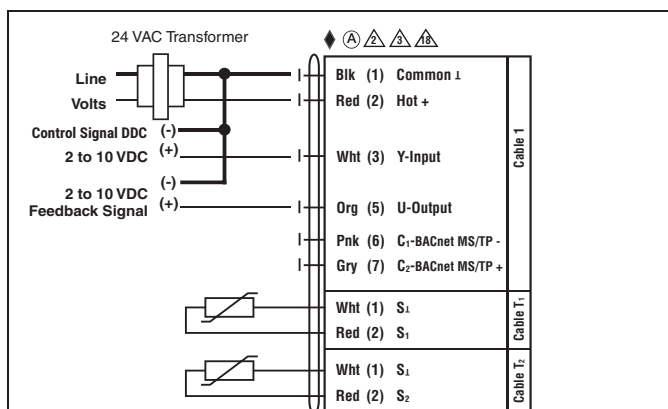 24 VAC Transformer
A 2 3 18
Line
Volts
Control Signal DDC (-)
2 to 10 VDC (+)
(-)
2 to 10 VDC
Feedback Signal (+)
Blk (1) Common ⊥
Red (2) Hot +
Wht (3) Y-Input
Org (5) U-Output
Pnk (6) C₁-BACnet MS/TP -
Gry (7) C₂-BACnet MS/TP +
Cable 1
Wht (1) S⊥
Red (2) S₁
Cable T₁
Wht (1) S⊥
Red (2) S₂
Cable T₂